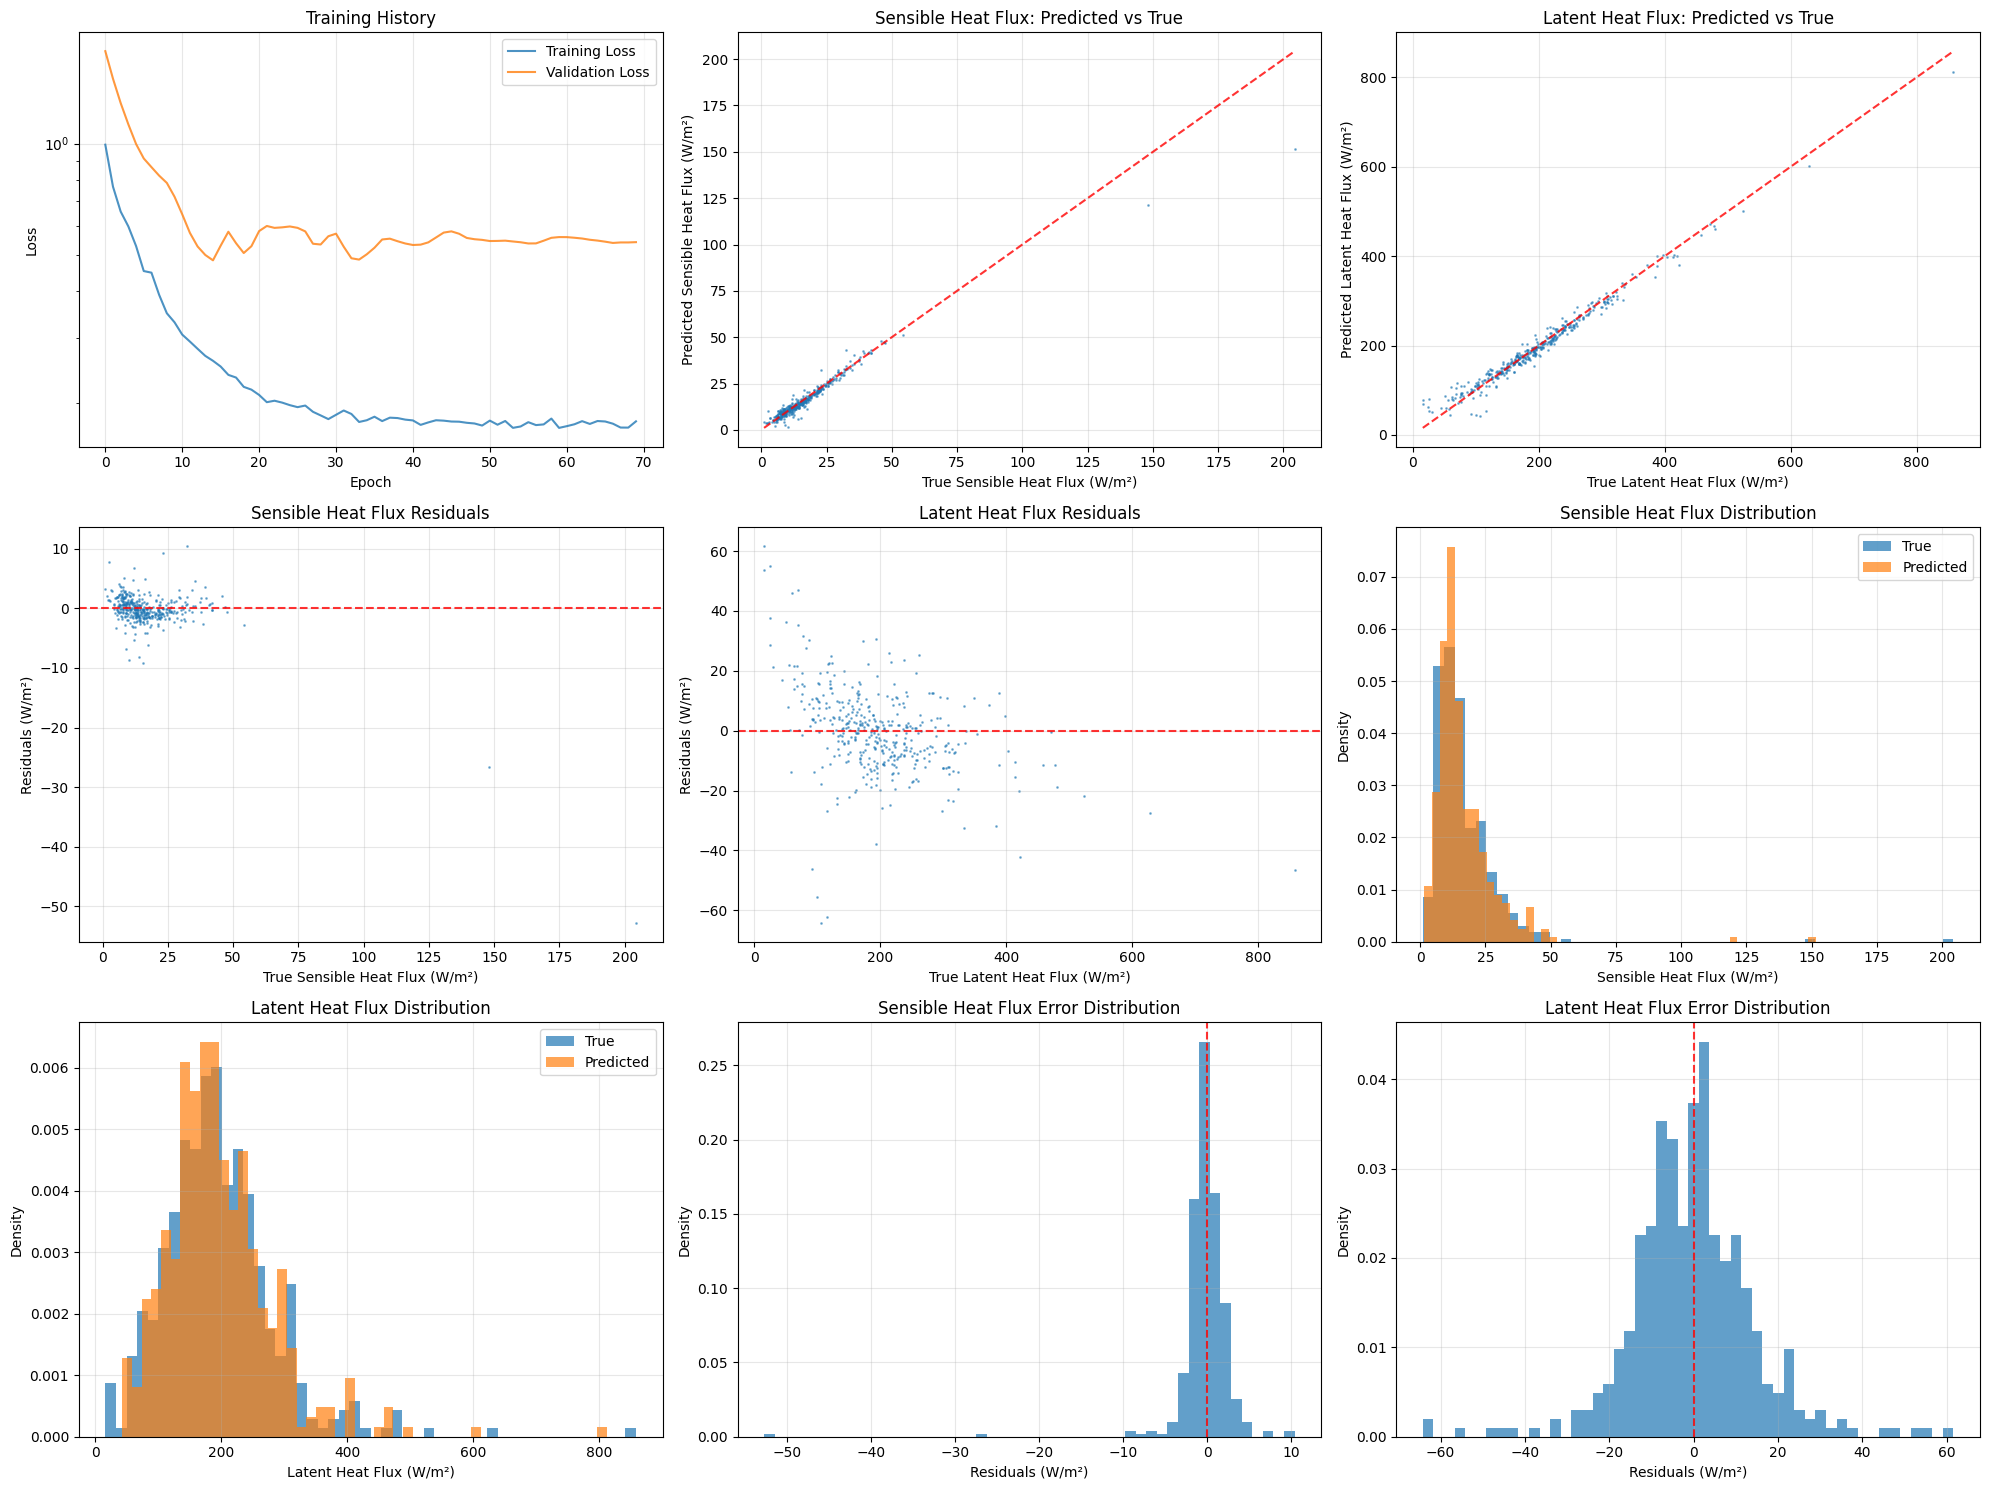 Training History
Training Loss
Validation Loss
10⁰
Loss
0 10 20 30 40 50 60 70
Epoch
Sensible Heat Flux: Predicted vs True
200
175
150
125
100
75
50
25
0
Predicted Sensible Heat Flux (W/m²)
0 25 50 75 100 125 150 175 200
True Sensible Heat Flux (W/m²)
Latent Heat Flux: Predicted vs True
800
600
400
200
0
Predicted Latent Heat Flux (W/m²)
0 200 400 600 800
True Latent Heat Flux (W/m²)
Sensible Heat Flux Residuals
10
0
−10
−20
−30
−40
−50
Residuals (W/m²)
0 25 50 75 100 125 150 175 200
True Sensible Heat Flux (W/m²)
Latent Heat Flux Residuals
60
40
20
0
−20
−40
−60
Residuals (W/m²)
0 200 400 600 800
True Latent Heat Flux (W/m²)
Sensible Heat Flux Distribution
True
Predicted
0.07
0.06
0.05
0.04
0.03
0.02
0.01
0.00
Density
0 25 50 75 100 125 150 175 200
Sensible Heat Flux (W/m²)
Latent Heat Flux Distribution
True
Predicted
0.006
0.005
0.004
0.003
0.002
0.001
0.000
Density
0 200 400 600 800
Latent Heat Flux (W/m²)
Sensible Heat Flux Error Distribution
0.25
0.20
0.15
0.10
0.05
0.00
Density
−50 −40 −30 −20 −10 0 10
Residuals (W/m²)
Latent Heat Flux Error Distribution
0.04
0.03
0.02
0.01
0.00
Density
−60 −40 −20 0 20 40 60
Residuals (W/m²)